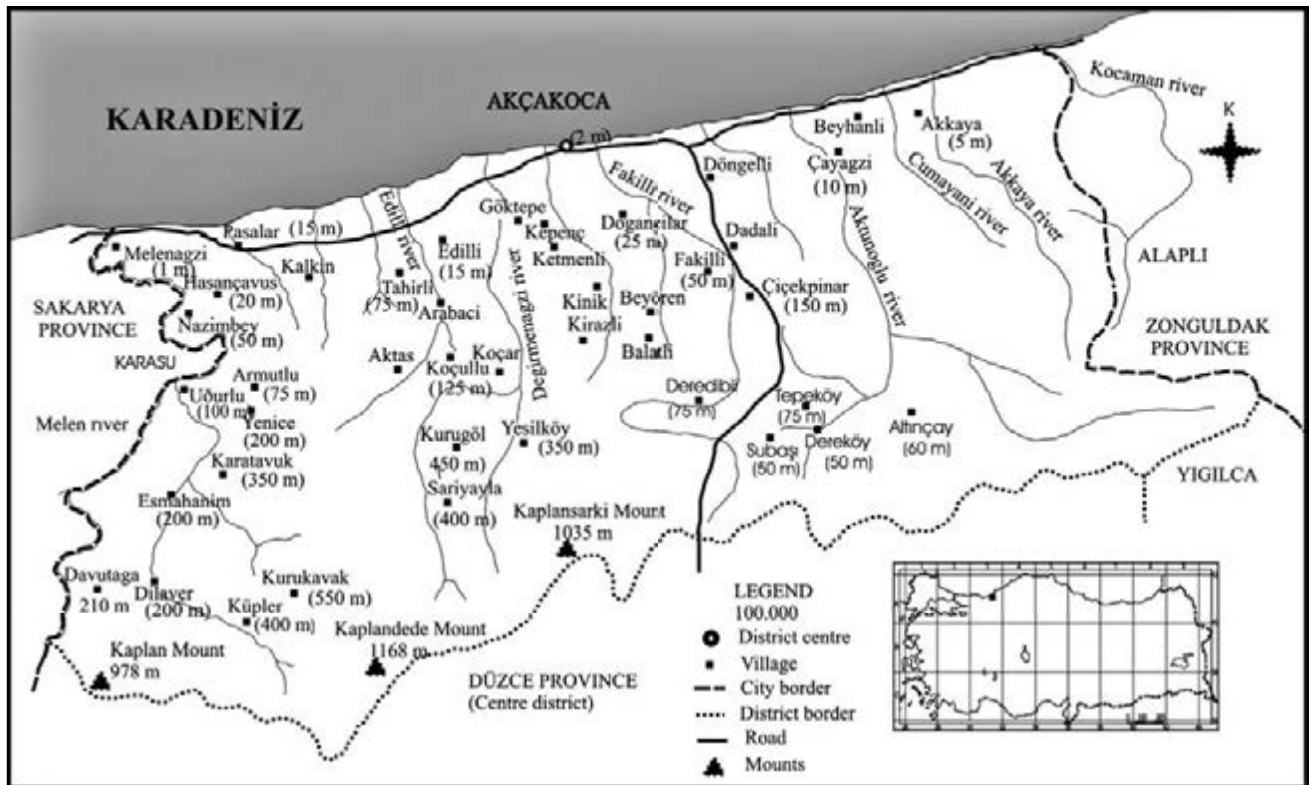 KARADENİZ
AKÇAKOCA
(2 m)
Kocaman river
K
Beyhanli
Akkaya
(5 m)
Çayagzi
(10 m)
Cumayani river
Akkaya river
Döngelli
Fakilli river
Edilli river
Göktepe
Kepenç
Ketmenli
Dogancilar
(25 m)
Dadali
Aktunoglu river
ALAPLI
Pasalar
(15 m)
Melenagzi
(1 m)
Kalkin
Edilli
(15 m)
Tahirli
(75 m)
Arabaci
Degirmenagzi river
Fakilli
(50 m)
Çiçekpinar
(150 m)
Hasançavus
(20 m)
SAKARYA
PROVINCE
Nazimbey
(50 m)
KARASU
Kinik
Kirazli
Beyören
Balatli
ZONGULDAK
PROVINCE
Aktas
Koçullu
(125 m)
Koçar
Armutlu
(75 m)
Uðurlu
(100 m)
Yenice
(200 m)
Melen rıver
Deredibi
(75 m)
Tepeköy
(75 m)
Altınçay
(60 m)
Subaşı
(50 m)
Dereköy
(50 m)
Kurugöl
450 m)
Yesilköy
(350 m)
Karatavuk
(350 m)
YIGILCA
Esmahanim
(200 m)
Sariyayla
(400 m)
Kaplansarki Mount
1035 m
Davutaga
210 m
Dilaver
(200 m)
Kurukavak
(550 m)
Küpler
(400 m)
Kaplandede Mount
1168 m
Kaplan Mount
978 m
DÜZCE PROVINCE
(Centre district)
LEGEND
100.000
District centre
Village
City border
District border
Road
Mounts